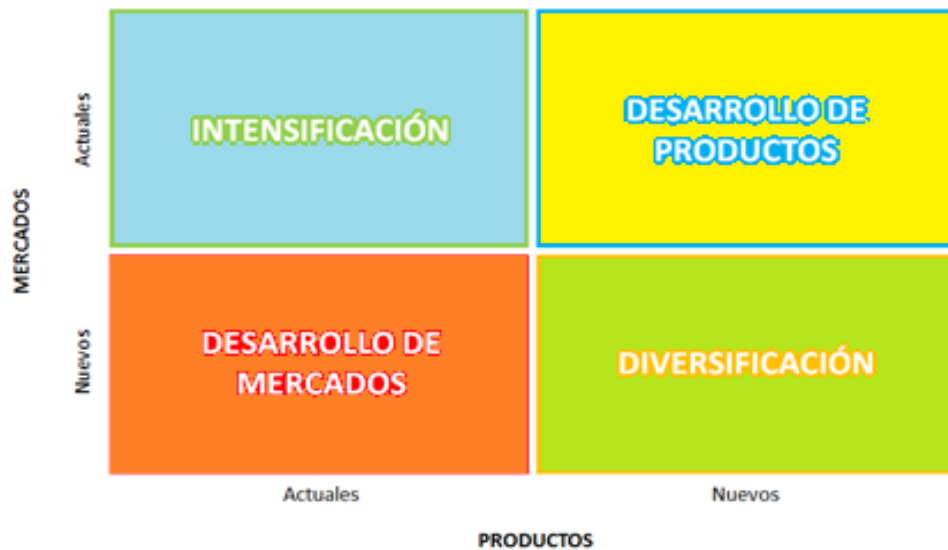 INTENSIFICACIÓN
DESARROLLO DE
PRODUCTOS
Actuales
MERCADOS
DESARROLLO DE
MERCADOS
DIVERSIFICACIÓN
Nuevos
Actuales
Nuevos
PRODUCTOS